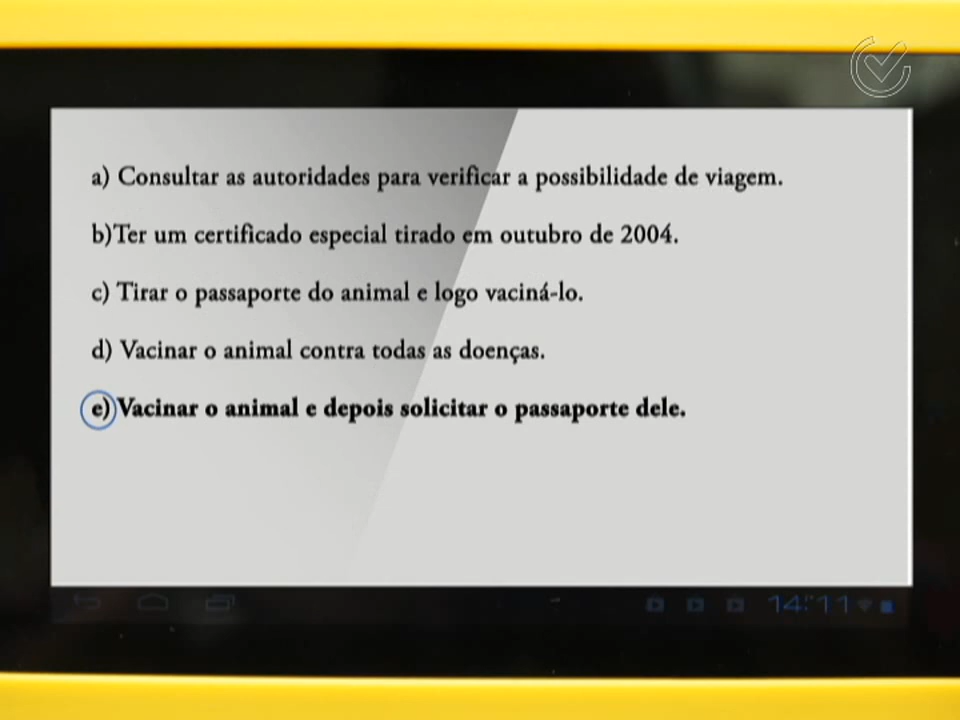 a) Consultar as autoridades para verificar a possibilidade de viagem.
b)Ter um certificado especial tirado em outubro de 2004.
c) Tirar o passaporte do animal e logo vaciná-lo.
d) Vacinar o animal contra todas as doenças.
e) Vacinar o animal e depois solicitar o passaporte dele.
14:11